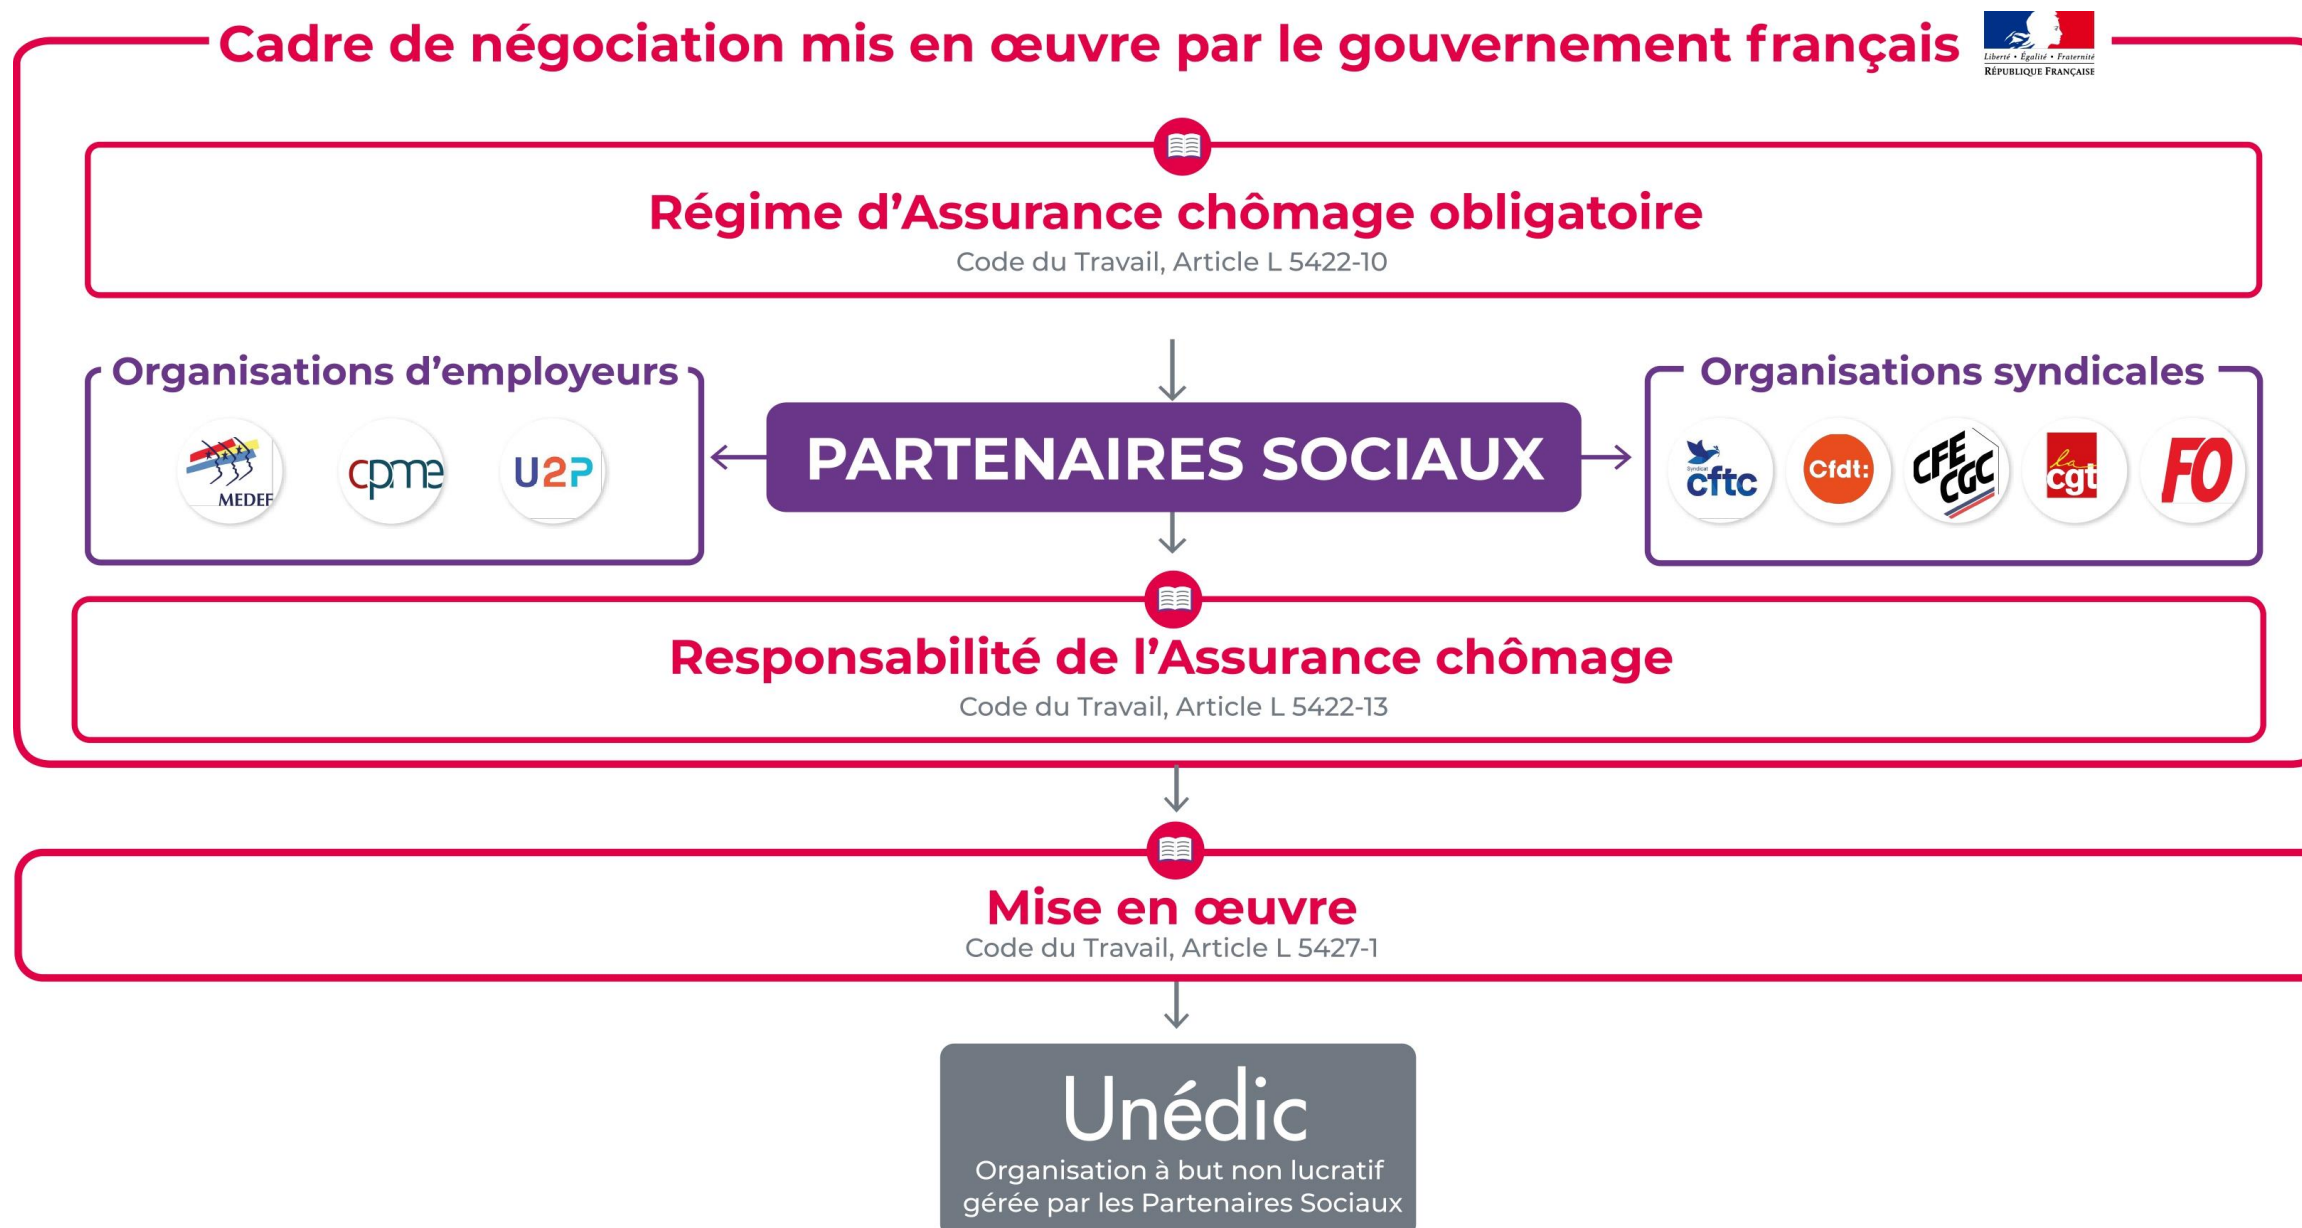 Cadre de négociation mis en œuvre par le gouvernement français
Liberté • Égalité • Fraternité
RÉPUBLIQUE FRANÇAISE
Régime d’Assurance chômage obligatoire
Code du Travail, Article L 5422-10
Organisations d’employeurs
MEDEF
cpme
U2P
PARTENAIRES SOCIAUX
Organisations syndicales
Syndicat
cftc
Cfdt:
CFE
CGC
la
cgt
FO
Responsabilité de l’Assurance chômage
Code du Travail, Article L 5422-13
Mise en œuvre
Code du Travail, Article L 5427-1
Unédic
Organisation à but non lucratif
gérée par les Partenaires Sociaux